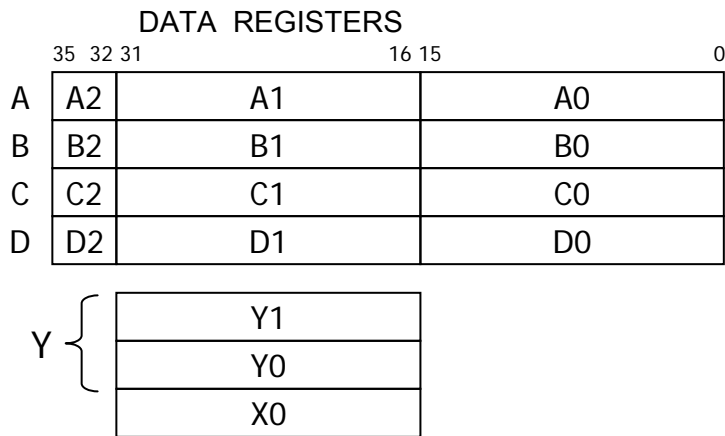 DATA REGISTERS
35 32 31 16 15 0
A A2 A1 A0
B B2 B1 B0
C C2 C1 C0
D D2 D1 D0
Y1
Y
Y0
X0